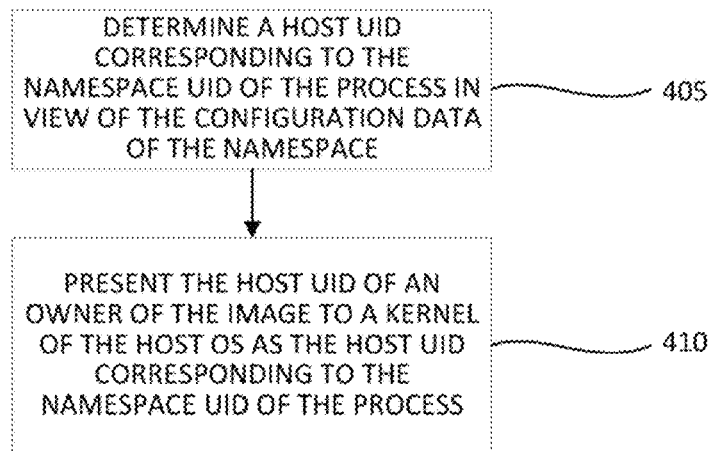 DETERMINE A HOST UID
CORRESPONDING TO THE
NAMESPACE UID OF THE PROCESS IN
VIEW OF THE CONFIGURATION DATA
OF THE NAMESPACE
405
PRESENT THE HOST UID OF AN
OWNER OF THE IMAGE TO A KERNEL
OF THE HOST OS AS THE HOST UID
CORRESPONDING TO THE
NAMESPACE UID OF THE PROCESS
410